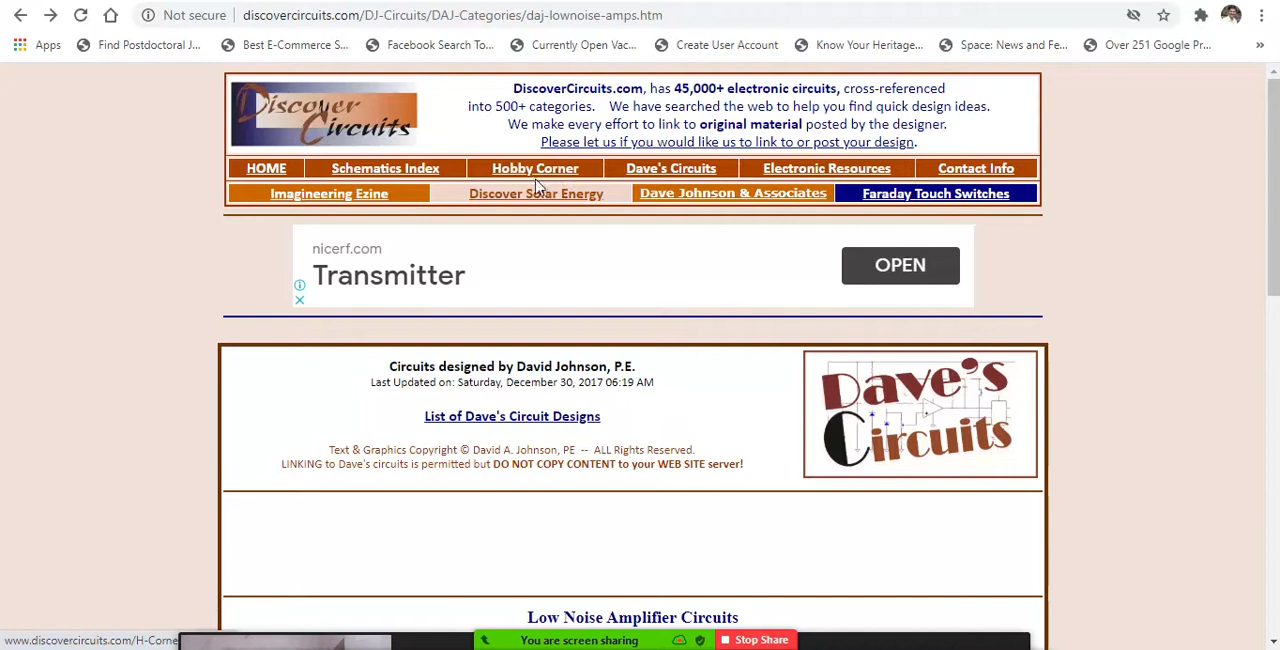 Not secure discovercircuits.com/DJ-Circuits/DAJ-Categories/daj-lownoise-amps.htm
Apps Find Postdoctoral J... Best E-Commerce S... Facebook Search To... Currently Open Vac... Create User Account Know Your Heritage... Space: News and Fe... Over 251 Google Pr... »
Discover Circuits
DiscoverCircuits.com, has 45,000+ electronic circuits, cross-referenced
into 500+ categories. We have searched the web to help you find quick design ideas.
We make every effort to link to original material posted by the designer.
Please let us if you would like us to link to or post your design.
HOME Schematics Index Hobby Corner Dave's Circuits Electronic Resources Contact Info
Imagineering Ezine Discover Solar Energy Dave Johnson & Associates Faraday Touch Switches
nicerf.com
Transmitter
OPEN
Circuits designed by David Johnson, P.E.
Last Updated on: Saturday, December 30, 2017 06:19 AM
List of Dave's Circuit Designs
Text & Graphics Copyright © David A. Johnson, PE -- ALL Rights Reserved.
LINKING to Dave's circuits is permitted but DO NOT COPY CONTENT to your WEB SITE server!
Dave's
Circuits
Low Noise Amplifier Circuits
www.discovercircuits.com/H-Corne
You are screen sharing Stop Share